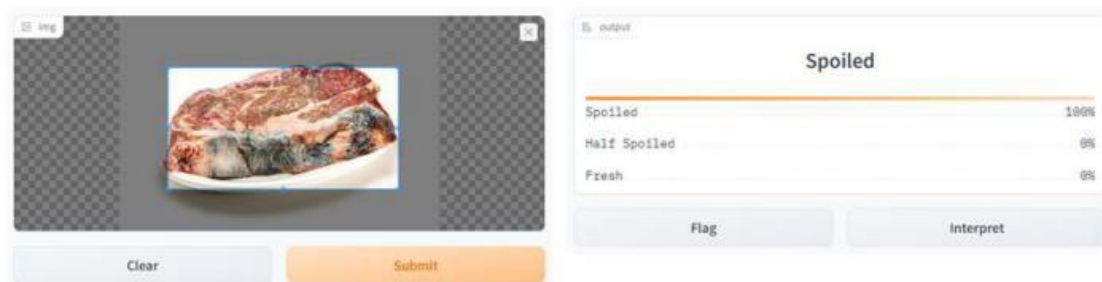 img
Clear
Submit
output
Spoiled
Spoiled 100%
Half Spoiled 0%
Fresh 0%
Flag
Interpret